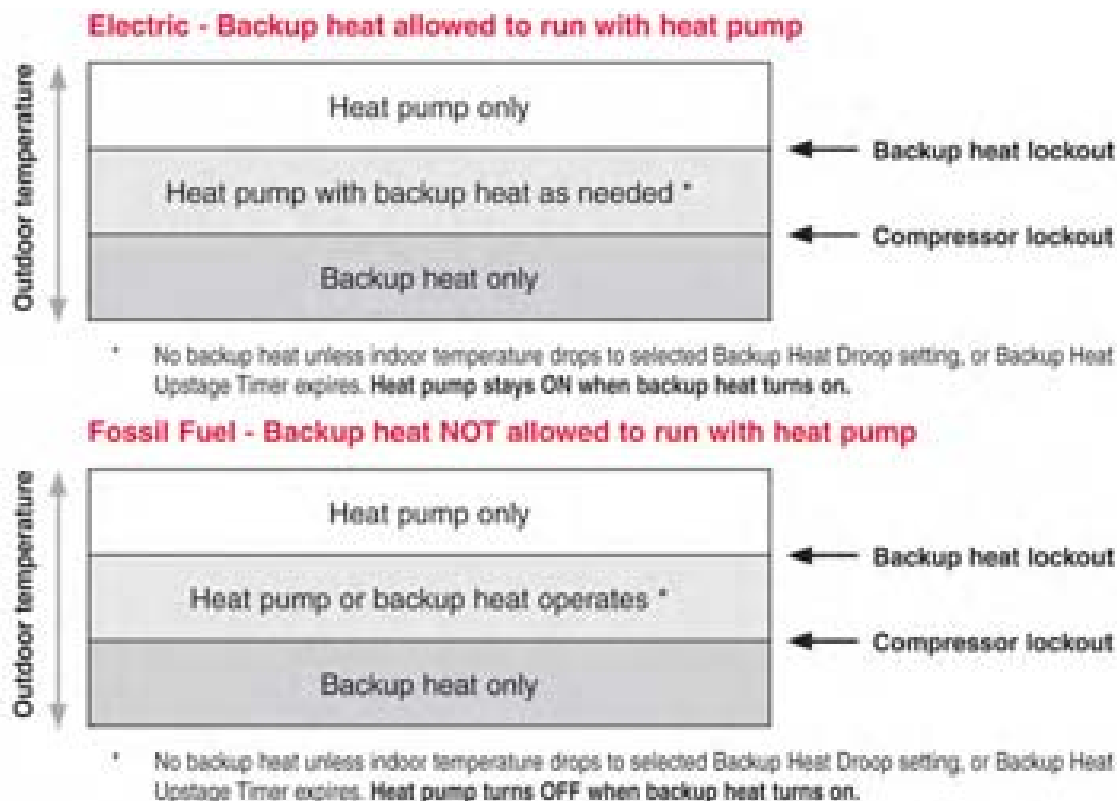 Electric - Backup heat allowed to run with heat pump
Outdoor temperature
Heat pump only
Backup heat lockout
Heat pump with backup heat as needed *
Compressor lockout
Backup heat only
* No backup heat unless indoor temperature drops to selected Backup Heat Droop setting, or Backup Heat
Upstage Timer expires. Heat pump stays ON when backup heat turns on.
Fossil Fuel - Backup heat NOT allowed to run with heat pump
Outdoor temperature
Heat pump only
Backup heat lockout
Heat pump or backup heat operates *
Compressor lockout
Backup heat only
* No backup heat unless indoor temperature drops to selected Backup Heat Droop setting, or Backup Heat
Upstage Timer expires. Heat pump turns OFF when backup heat turns on.